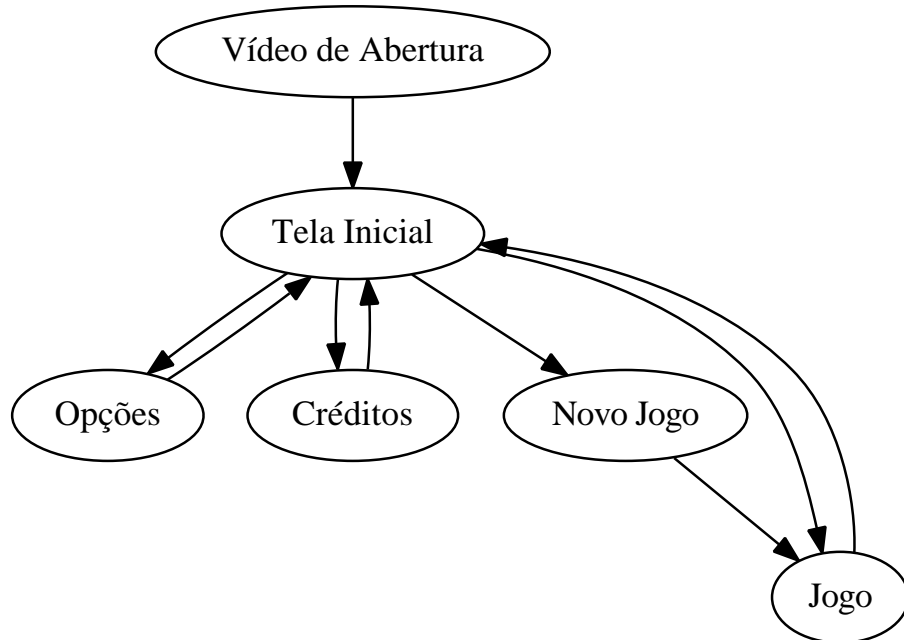 Vídeo de Abertura
Tela Inicial
Opções
Créditos
Novo Jogo
Jogo